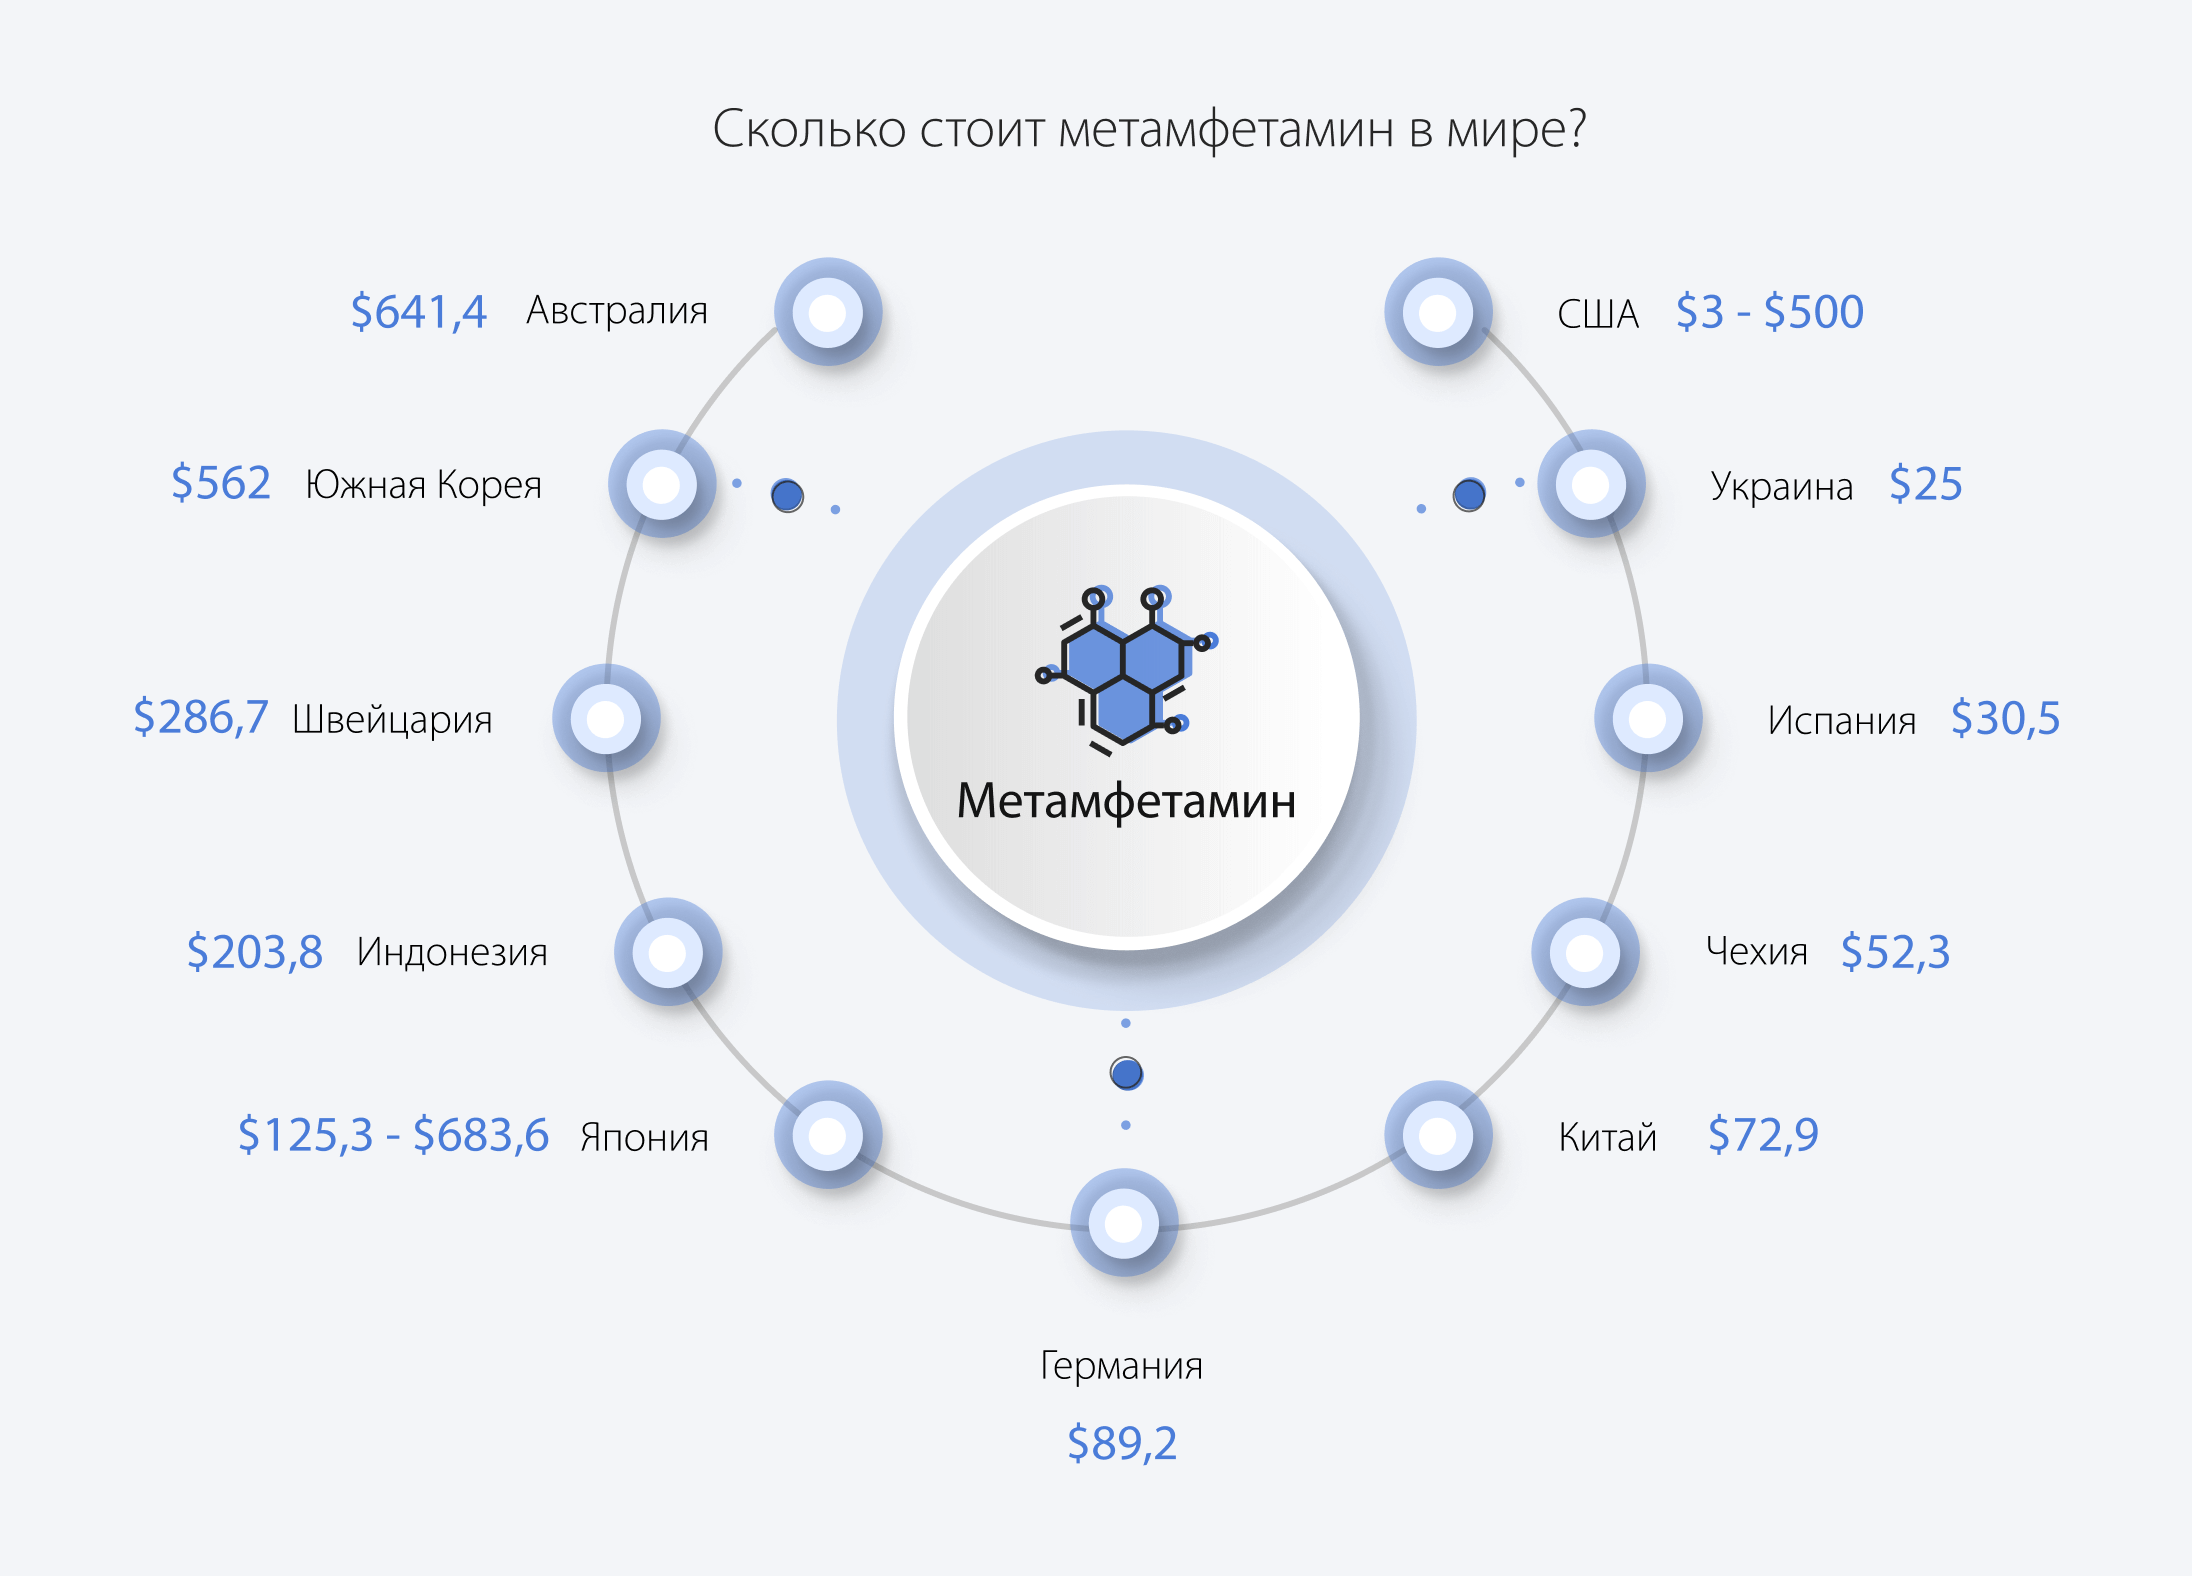 Сколько стоит метамфетамин в мире?
$641,4 Австралия
США $3 - $500
$562 Южная Корея
Украина $25
$286,7 Швейцария
Испания $30,5
Метамфетамин
$203,8 Индонезия
Чехия $52,3
$125,3 - $683,6 Япония
Китай $72,9
Германия
$89,2